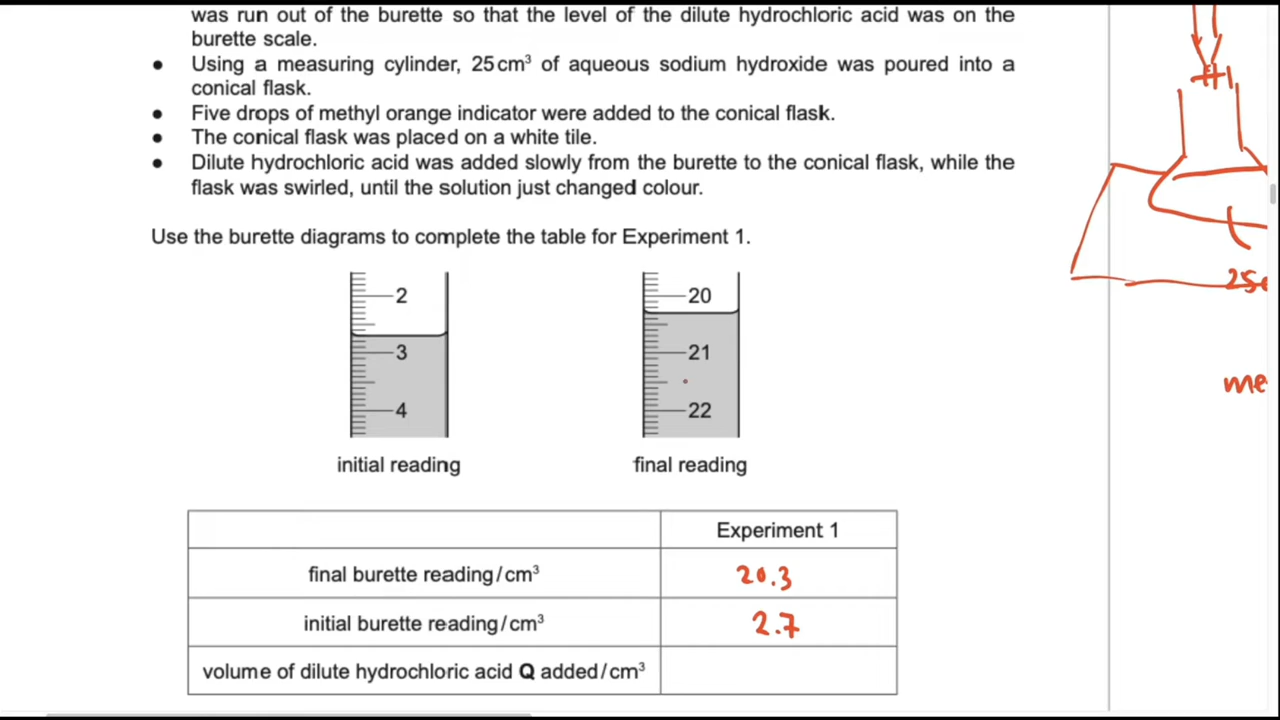 was run out of the burette so that the level of the dilute hydrochloric acid was on the
burette scale.
● Using a measuring cylinder, 25 cm³ of aqueous sodium hydroxide was poured into a
conical flask.
● Five drops of methyl orange indicator were added to the conical flask.
● The conical flask was placed on a white tile.
● Dilute hydrochloric acid was added slowly from the burette to the conical flask, while the
flask was swirled, until the solution just changed colour.
Use the burette diagrams to complete the table for Experiment 1.
2
3
4
initial reading
20
21
22
final reading
Experiment 1
final burette reading/cm³ 20.3
initial burette reading/cm³ 2.7
volume of dilute hydrochloric acid Q added/cm³
25c
me